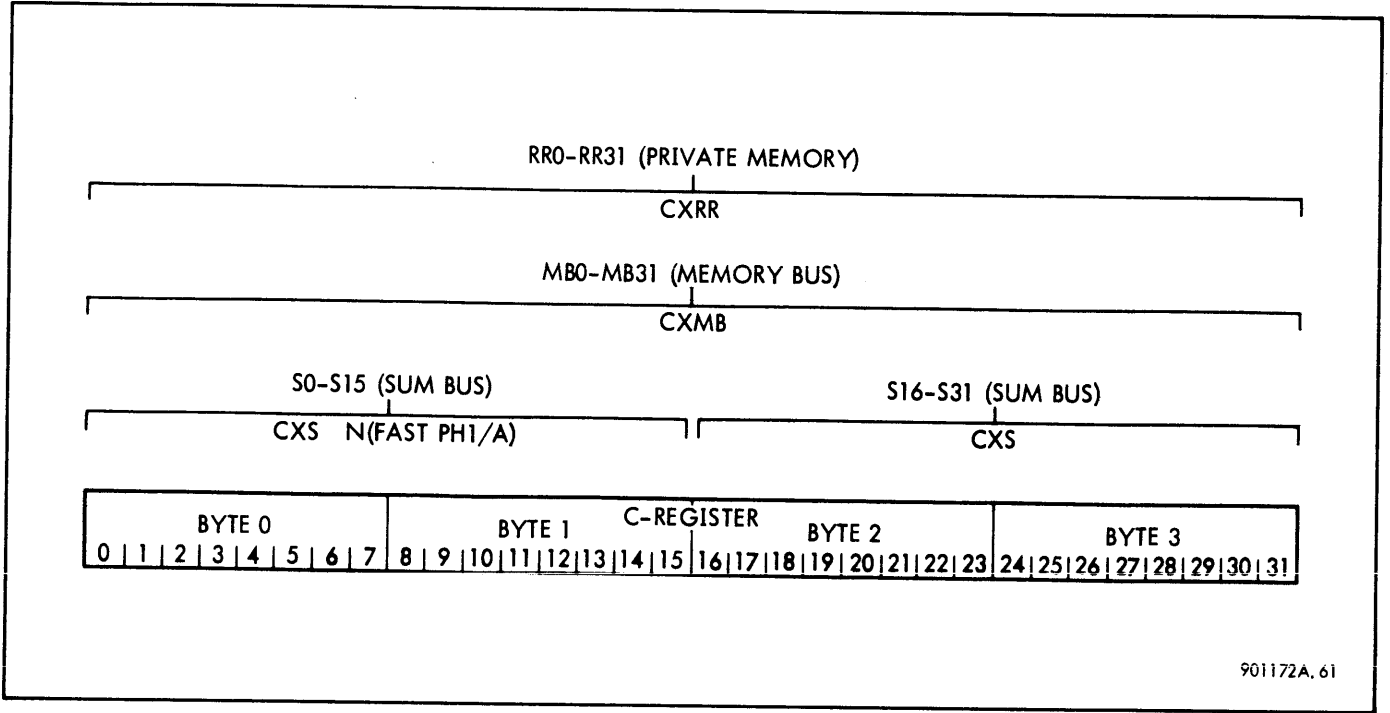 RR0-RR31 (PRIVATE MEMORY)
CXRR
MB0-MB31 (MEMORY BUS)
CXMB
S0-S15 (SUM BUS)
S16-S31 (SUM BUS)
CXS N(FAST PH1/A)
CXS
C-REGISTER
BYTE 0 BYTE 1 BYTE 2 BYTE 3
0 1 2 3 4 5 6 7 8 9 10 11 12 13 14 15 16 17 18 19 20 21 22 23 24 25 26 27 28 29 30 31
901172A.61